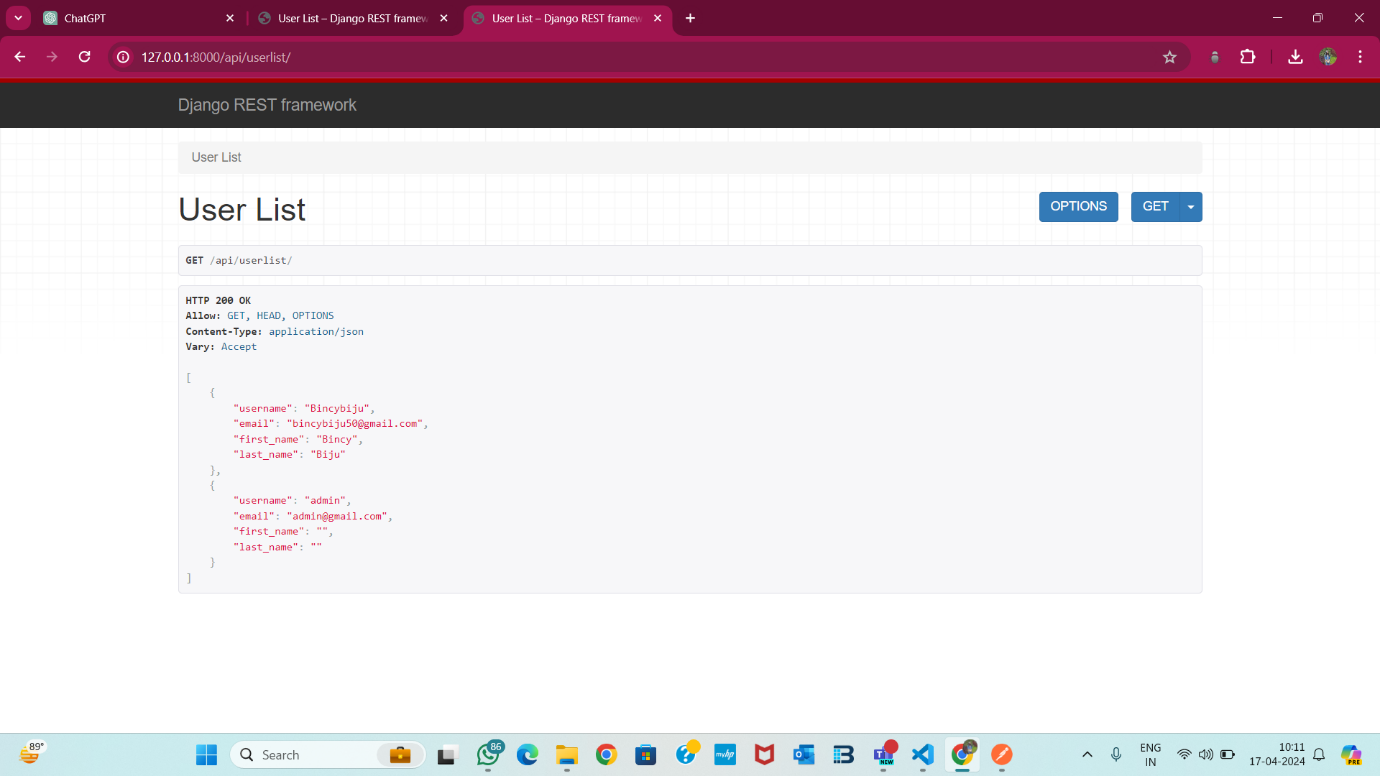 ChatGPT
User List – Django REST framew
User List – Django REST framew
127.0.0.1:8000/api/userlist/
Django REST framework
User List
User List
OPTIONS
GET
GET /api/userlist/
HTTP 200 OK
Allow: GET, HEAD, OPTIONS
Content-Type: application/json
Vary: Accept
[
    {
        "username": "Bincybiju",
        "email": "bincybiju50@gmail.com",
        "first_name": "Bincy",
        "last_name": "Biju"
    },
    {
        "username": "admin",
        "email": "admin@gmail.com",
        "first_name": "",
        "last_name": ""
    }
]
89°
Search
86
myhp
NEW
ENG
IN
10:11
17-04-2024
PRE